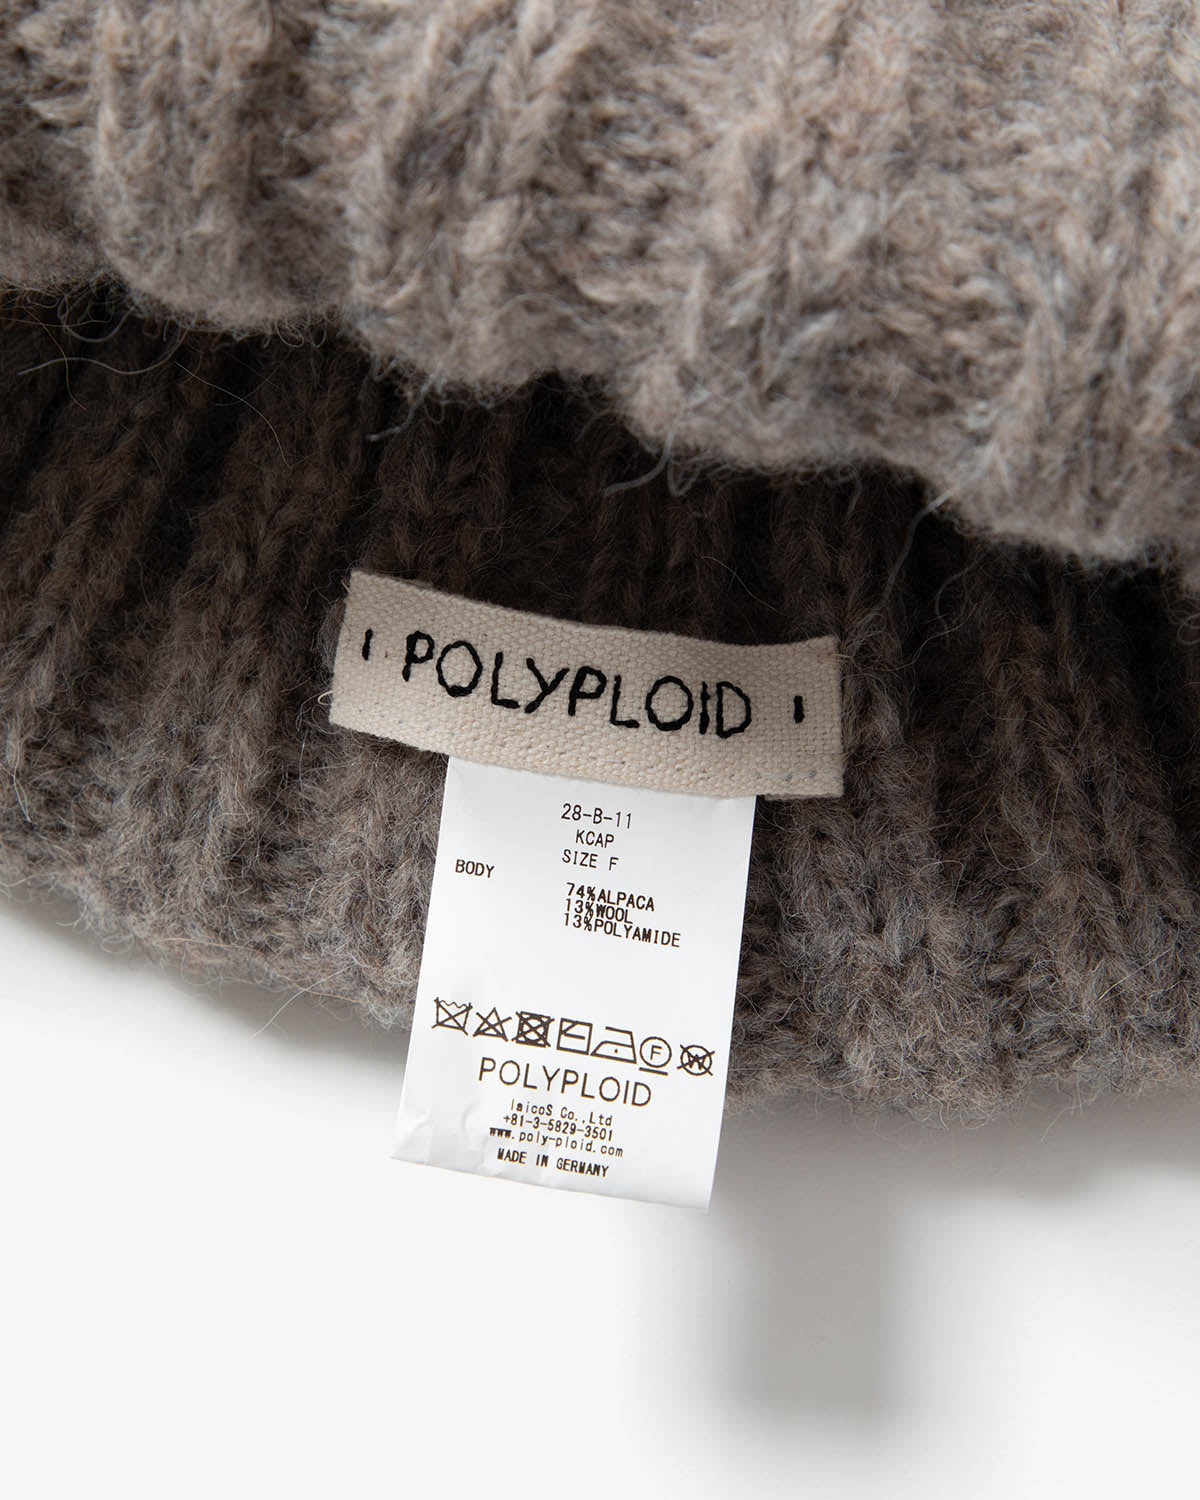 POLYPLOID
28-B-11
KCAP
SIZE F
BODY
74%ALPACA
13%WOOL
13%POLYAMIDE
F
W
POLYPLOID
laicoS Co.,Ltd
+81-3-5829-3501
www.poly-ploid.com
MADE IN GERMANY